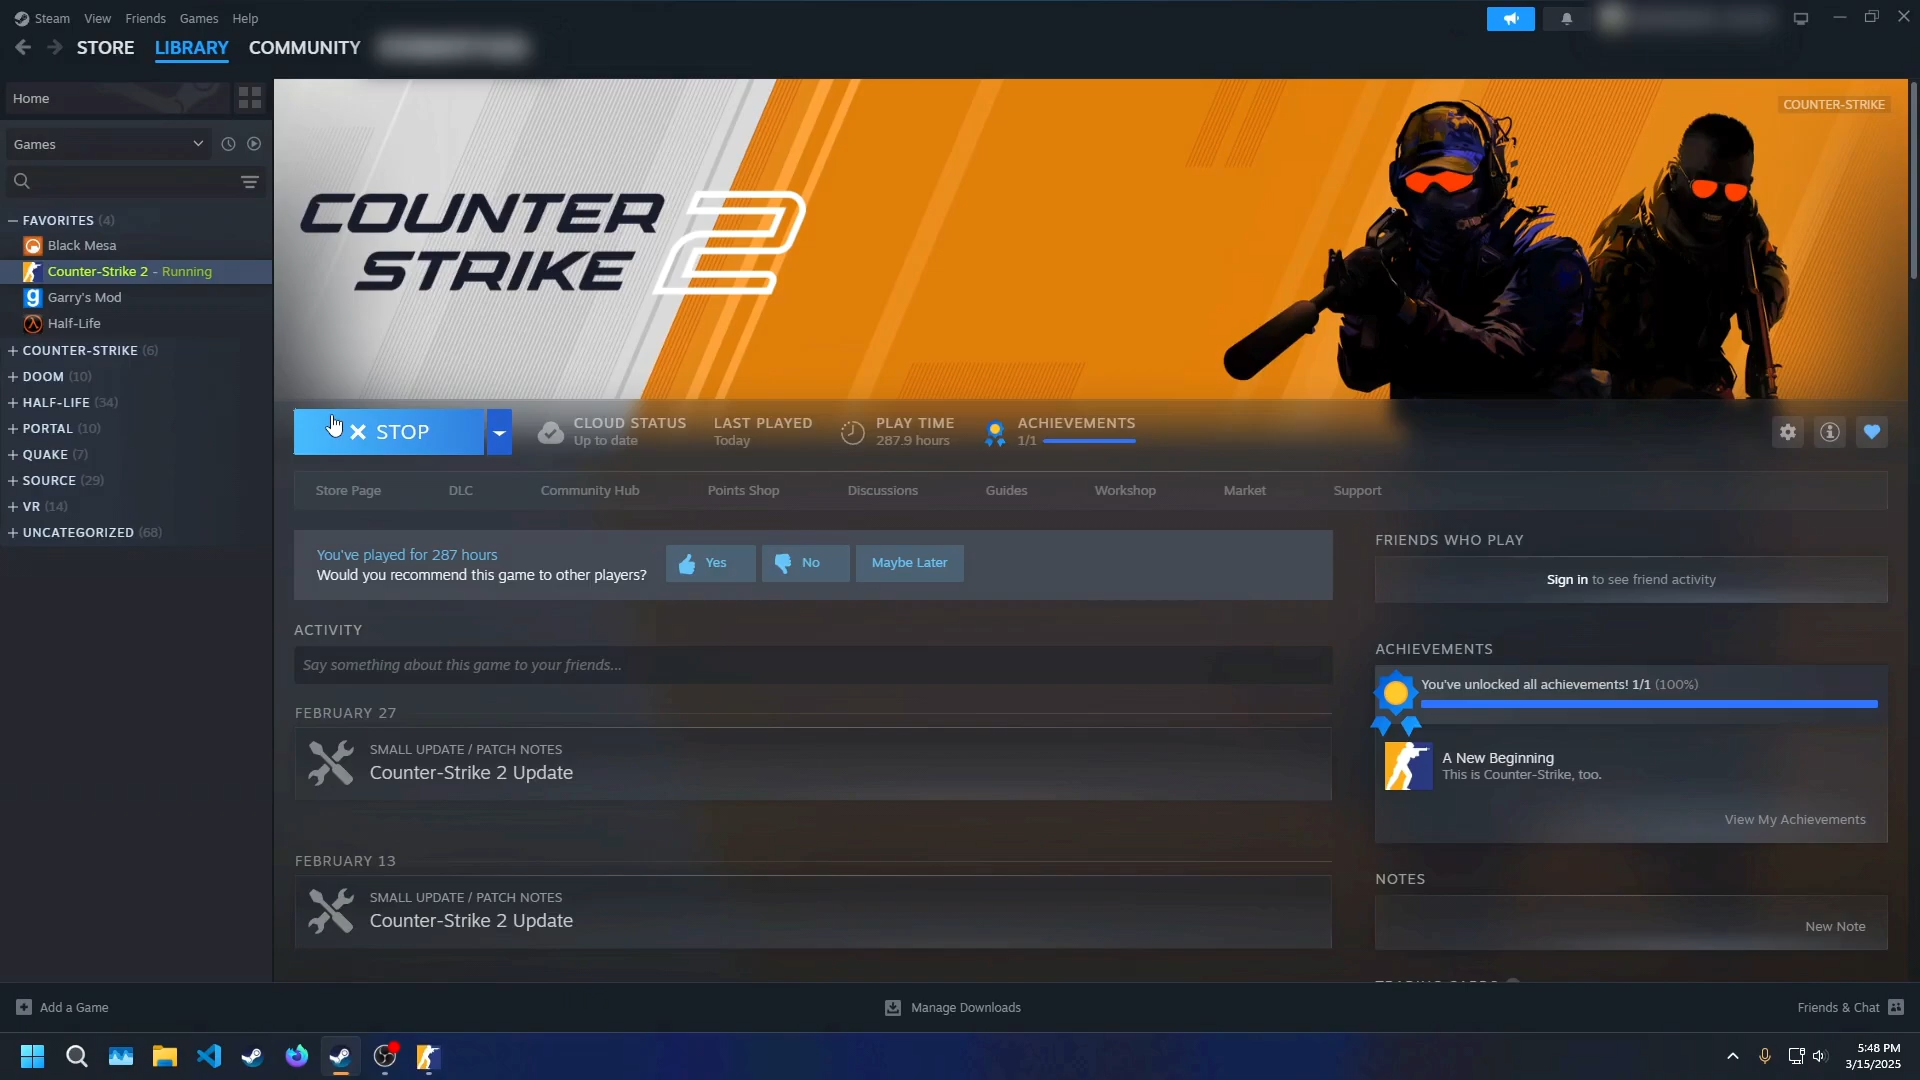 Steam View Friends Games Help
STORE LIBRARY COMMUNITY
Home
COUNTER-STRIKE
Games
COUNTER
STRIKE 2
FAVORITES (4)
Black Mesa
Counter-Strike 2 - Running
Garry's Mod
Half-Life
COUNTER-STRIKE (6)
DOOM (10)
HALF-LIFE (34)
PORTAL (10)
QUAKE (7)
SOURCE (29)
VR (14)
UNCATEGORIZED (68)
STOP
CLOUD STATUS
Up to date
LAST PLAYED
Today
PLAY TIME
287.9 hours
ACHIEVEMENTS
1/1
Store Page DLC Community Hub Points Shop Discussions Guides Workshop Market Support
You've played for 287 hours
Would you recommend this game to other players?
Yes No Maybe Later
ACTIVITY
Say something about this game to your friends...
FEBRUARY 27
SMALL UPDATE / PATCH NOTES
Counter-Strike 2 Update
FEBRUARY 13
SMALL UPDATE / PATCH NOTES
Counter-Strike 2 Update
FRIENDS WHO PLAY
Sign in to see friend activity
ACHIEVEMENTS
You've unlocked all achievements! 1/1 (100%)
A New Beginning
This is Counter-Strike, too.
View My Achievements
NOTES
New Note
Add a Game
Manage Downloads
Friends & Chat
5:48 PM
3/15/2025